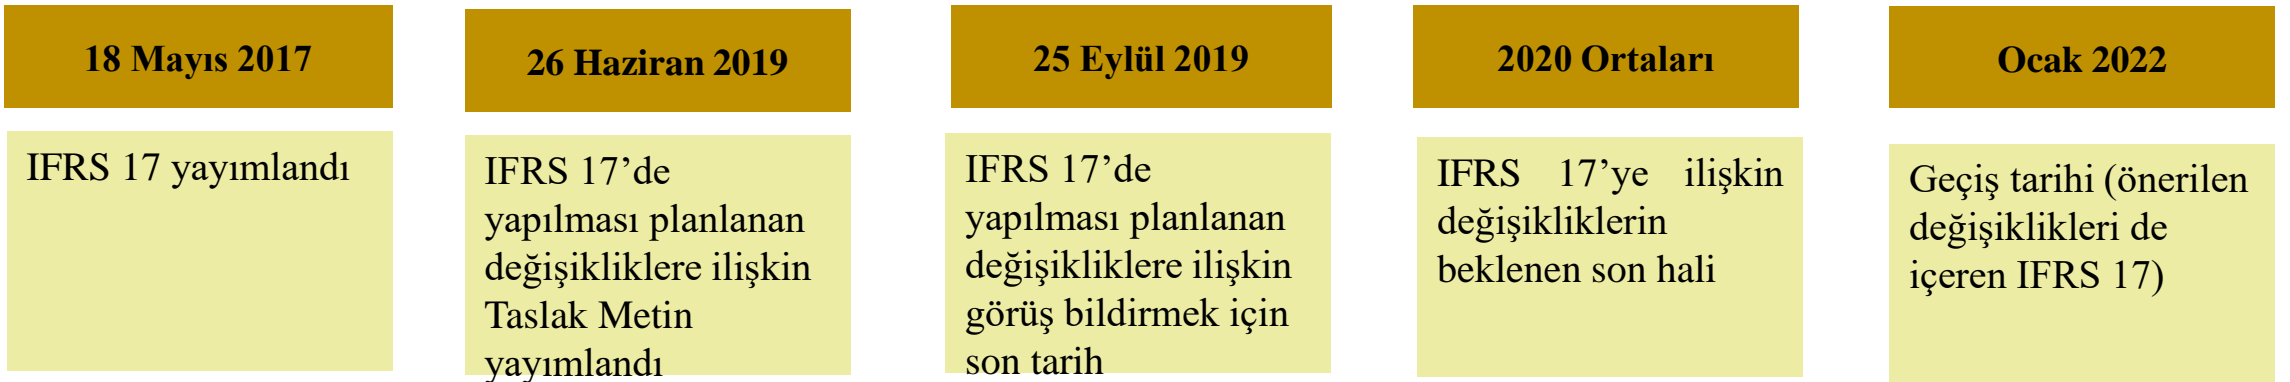 18 Mayıs 2017
IFRS 17 yayımlandı
26 Haziran 2019
IFRS 17’de
yapılması planlanan
değişikliklere ilişkin
Taslak Metin
yayımlandı
25 Eylül 2019
IFRS 17’de
yapılması planlanan
değişikliklere ilişkin
görüş bildirmek için
son tarih
2020 Ortaları
IFRS 17’ye ilişkin
değişikliklerin
beklenen son hali
Ocak 2022
Geçiş tarihi (önerilen
değişiklikleri de
içeren IFRS 17)